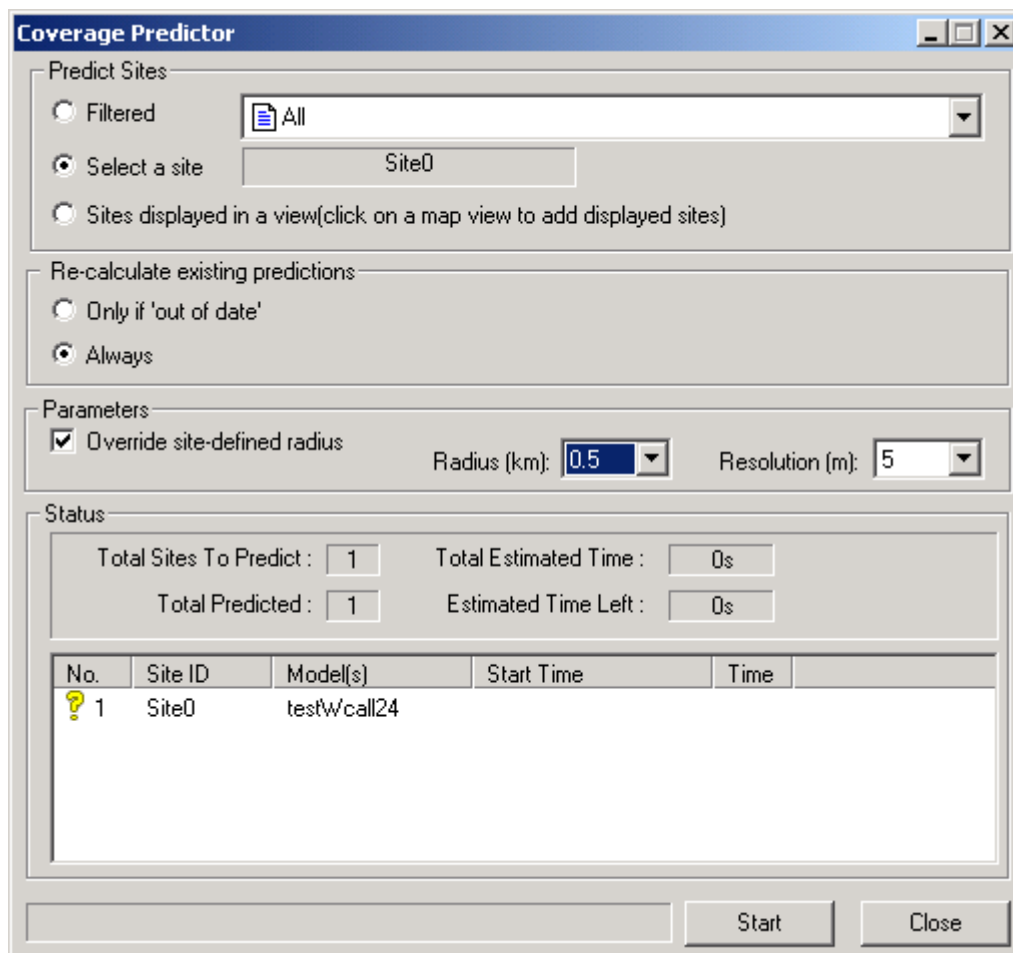 Coverage Predictor
Predict Sites
Filtered All
Select a site Site0
Sites displayed in a view(click on a map view to add displayed sites)
Re-calculate existing predictions
Only if 'out of date'
Always
Parameters
Override site-defined radius Radius (km): 0.5 Resolution (m): 5
Status
Total Sites To Predict : 1 Total Estimated Time : 0s
Total Predicted : 1 Estimated Time Left : 0s
No. Site ID Model(s) Start Time Time
1 Site0 testWcall24
Start Close